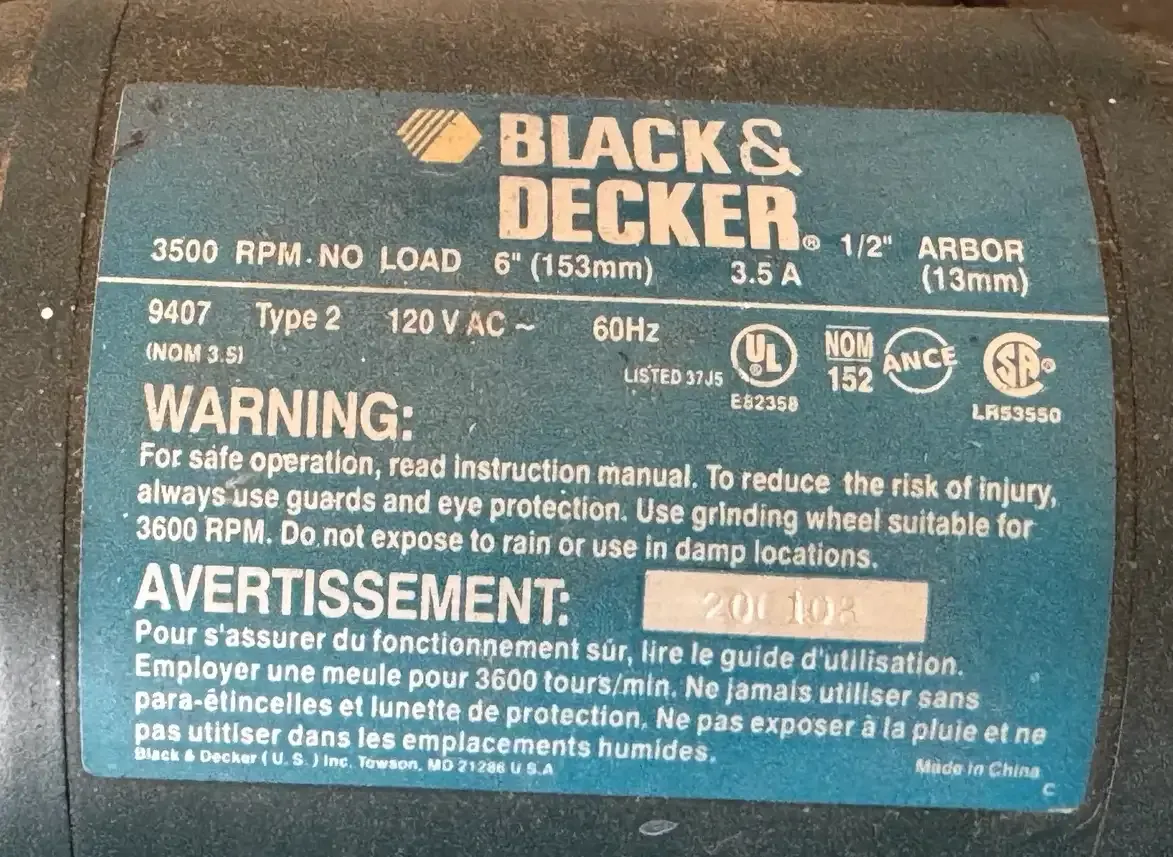 BLACK&
DECKER®
3500 RPM.NO LOAD 6" (153mm) 3.5 A 1/2" ARBOR
(13mm)
9407 Type 2 120 V AC ~ 60Hz
(NOM 3.5)
LISTED 37J5
UL
®
E82358
NOM
152
ANCE
SA®
LR53550
WARNING:
For safe operation, read instruction manual. To reduce the risk of injury,
always use guards and eye protection. Use grinding wheel suitable for
3600 RPM. Do not expose to rain or use in damp locations.
AVERTISSEMENT:
Pour s'assurer du fonctionnement súr, lire le guide d'utilisation.
Employer une meule pour 3600 tours/min. Ne jamais utiliser sans
para-êtincelles et lunette de protection. Ne pas exposer à la pluie et ne
pas utitiser dans les emplacements humides.
Black & Decker ( U. S. ) Inc. Towson, MD 21286 U S.A
Made in China
C